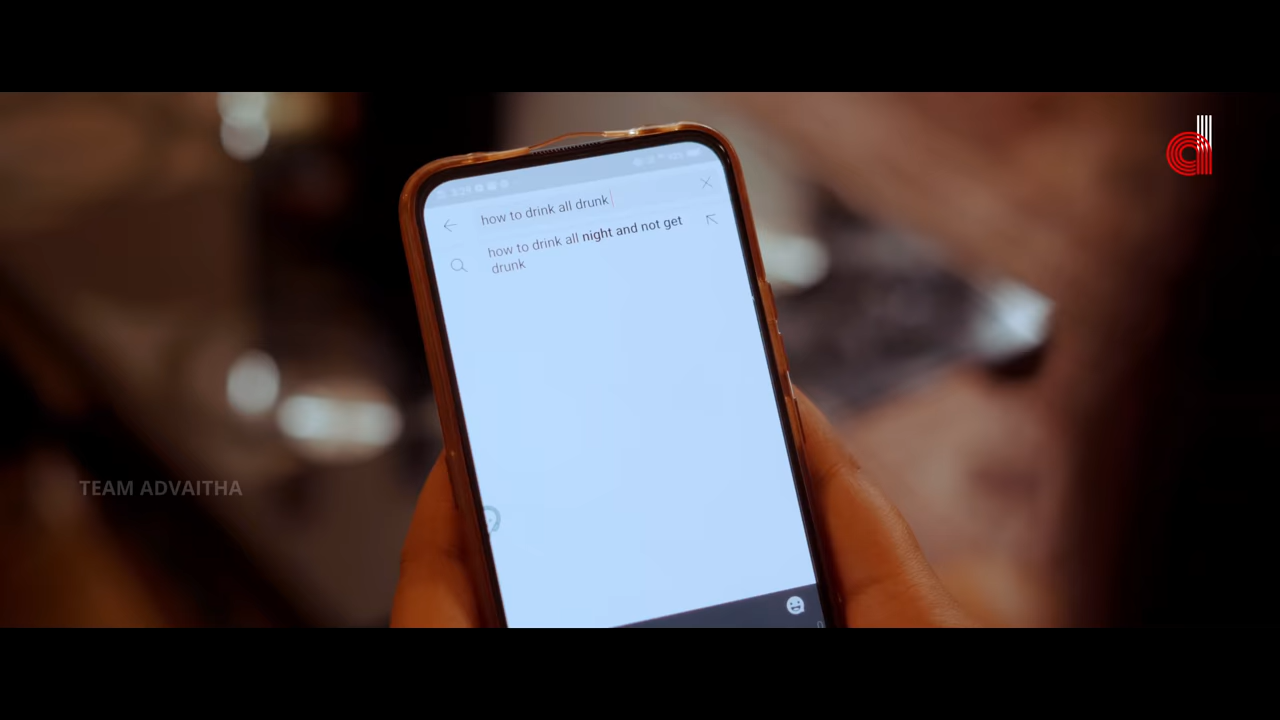 how to drink all drunk
how to drink all night and not get
drunk
TEAM ADVAITHA